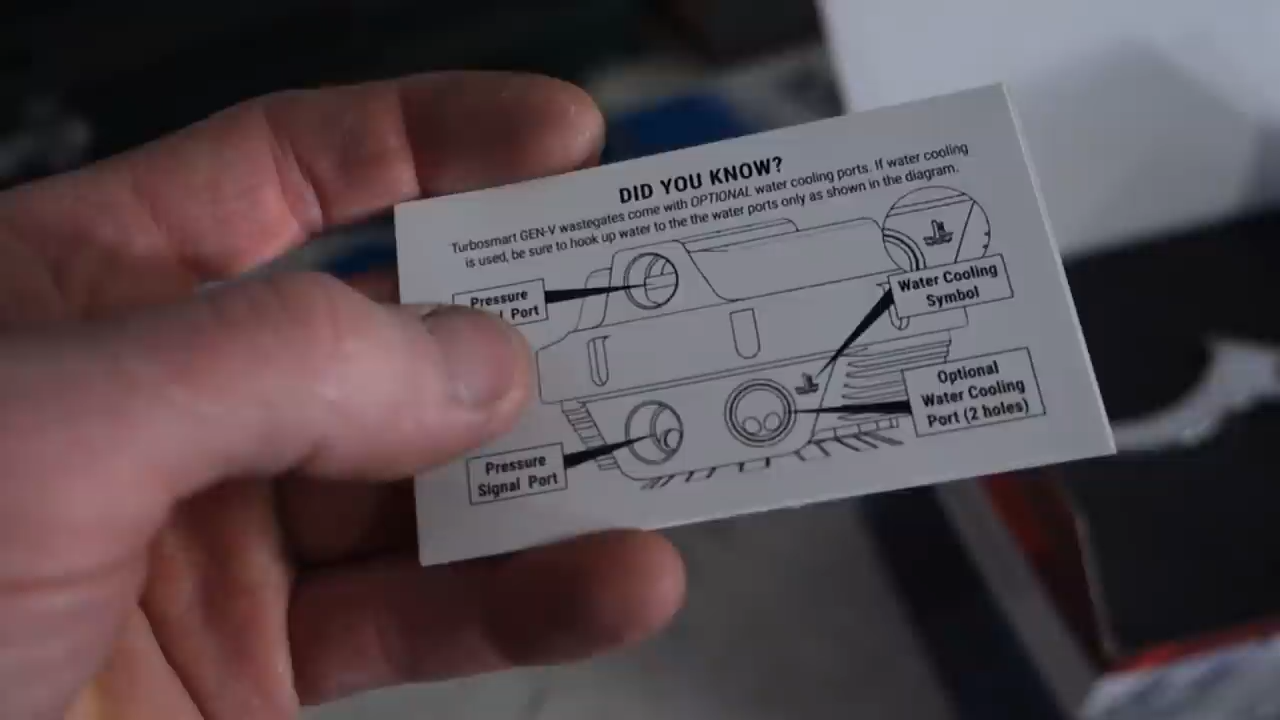 DID YOU KNOW?
Turbosmart GEN-V wastegates come with OPTIONAL water cooling ports. If water cooling
is used, be sure to hook up water to the the water ports only as shown in the diagram.
Pressure
Port
Water Cooling
Symbol
Optional
Water Cooling
Port (2 holes)
Pressure
Signal Port